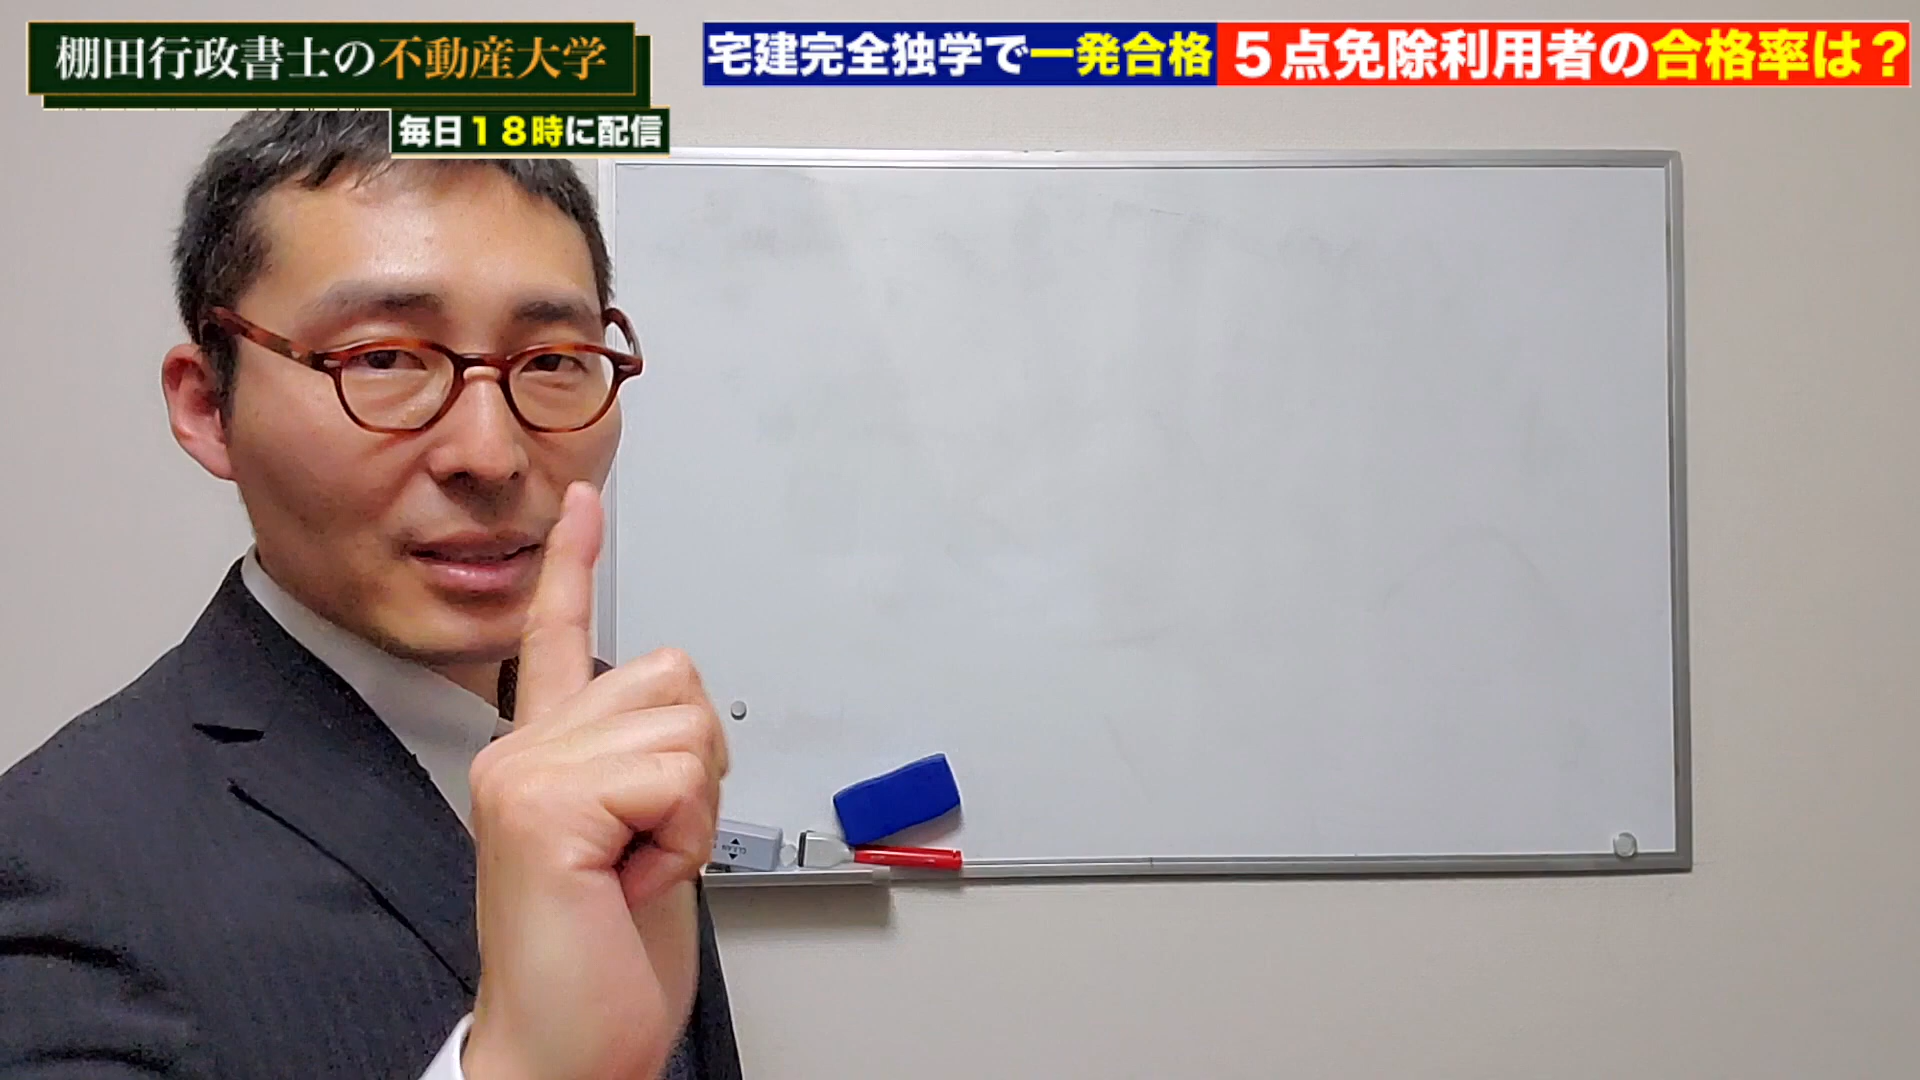 棚田行政書士の不動産大学
毎日１８時に配信
宅建完全独学で一発合格
５点免除利用者の合格率は？
CLEAN